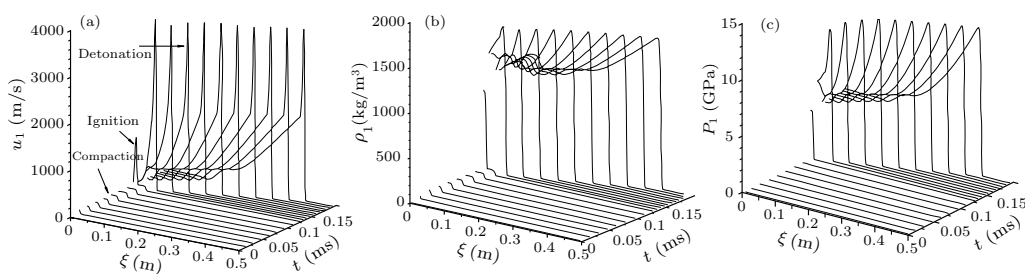 (a)
4000
3000
2000
1000
0
u1 (m/s)
Detonation
Ignition
Compaction
0
0.1
0.2
0.3
0.4
0.5
ξ (m)
0
0.05
0.10
0.15
t (ms)
(b)
2000
1500
1000
500
0
ρ1(kg/m³)
0
0.1
0.2
0.3
0.4
0.5
ξ (m)
0
0.05
0.10
0.15
t (ms)
(c)
15
10
5
0
P1 (GPa)
0
0.1
0.2
0.3
0.4
0.5
ξ (m)
0
0.05
0.10
0.15
t (ms)